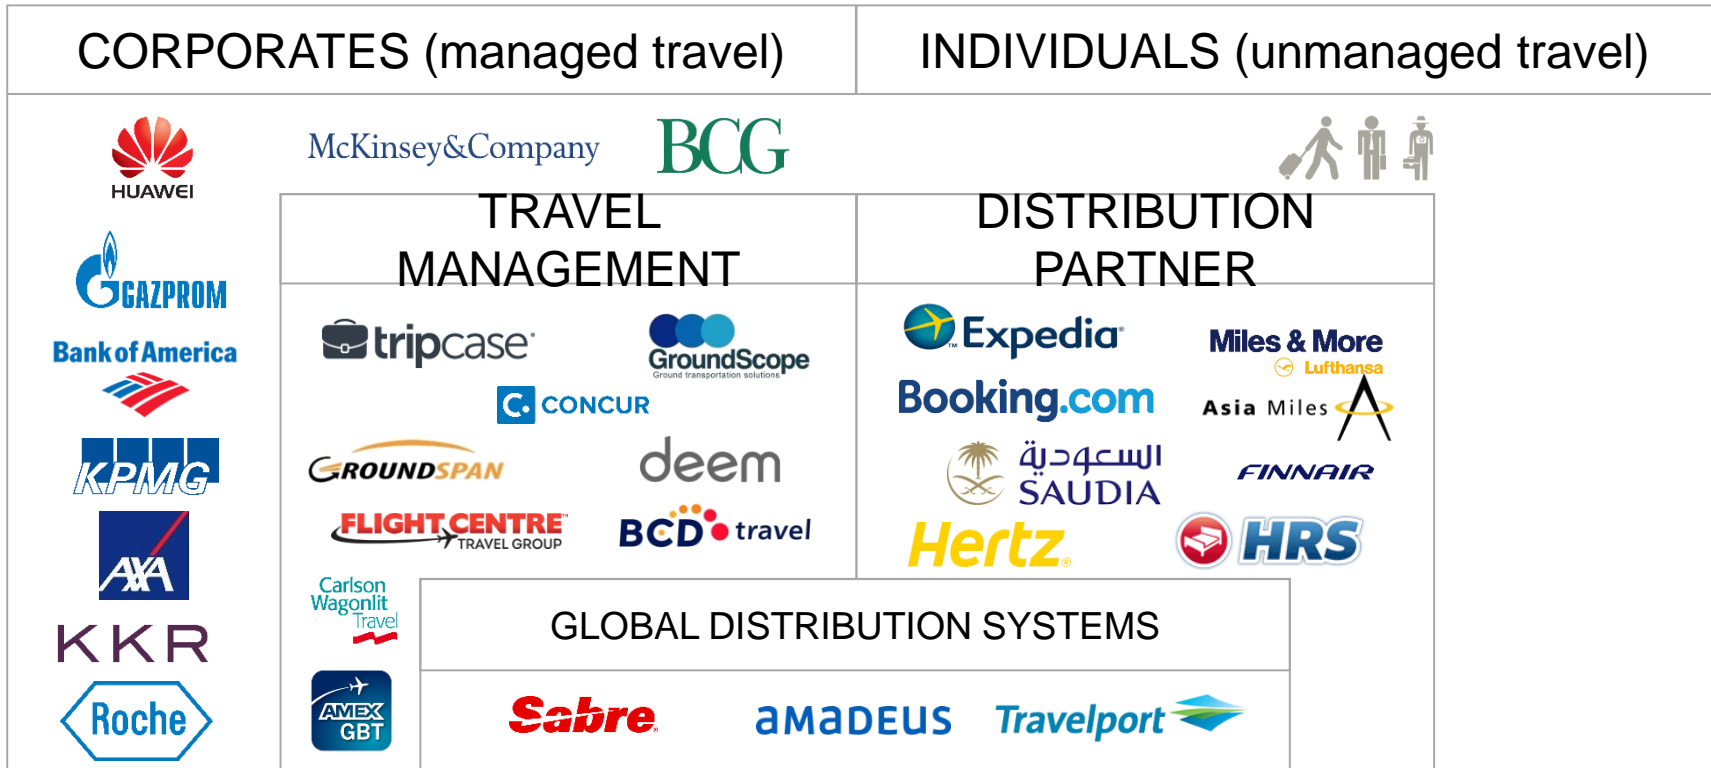 CORPORATES (managed travel)
INDIVIDUALS (unmanaged travel)
HUAWEI
McKinsey&Company
BCG
GAZPROM
Bank of America
KPMG
AXA
KKR
Roche
TRAVEL
MANAGEMENT
tripcase
GroundScope
Ground transportation solutions
C. CONCUR
GROUNDSPAN
deem
FLIGHT CENTRE™
TRAVEL GROUP
BCD travel
Carlson
Wagonlit
Travel
AMEX
GBT
DISTRIBUTION
PARTNER
Expedia
Miles & More
Lufthansa
Booking.com
Asia Miles
السعودية
SAUDIA
FINNAIR
Hertz®
HRS
GLOBAL DISTRIBUTION SYSTEMS
Sabre
aMaDEUS
Travelport